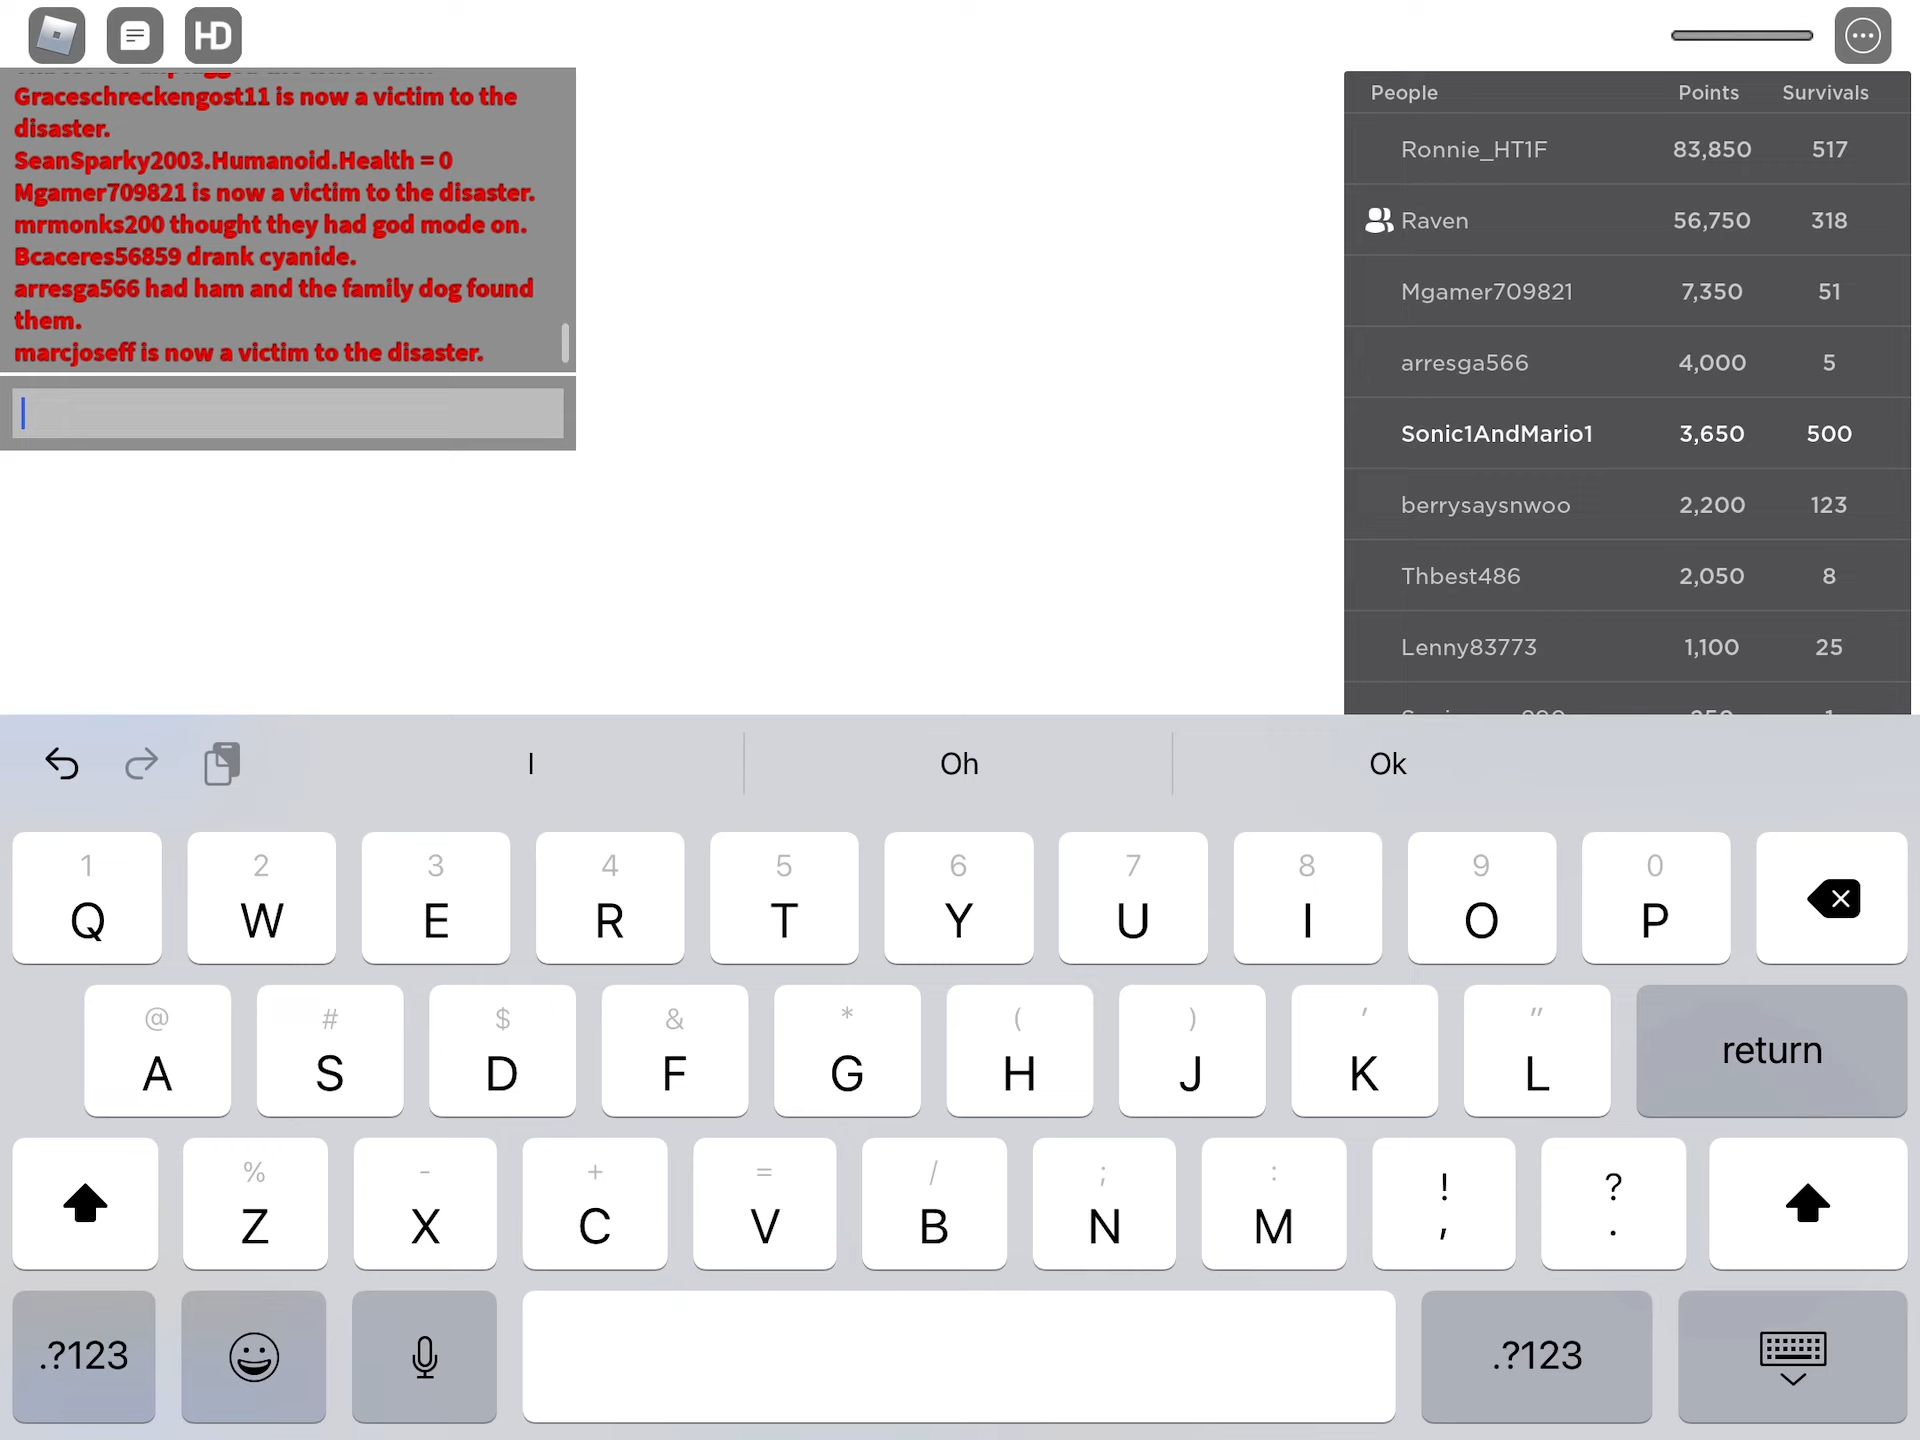 HD
Graceschreckengost11 is now a victim to the
disaster.
SeanSparky2003.Humanoid.Health = 0
Mgamer709821 is now a victim to the disaster.
mrmonks200 thought they had god mode on.
Bcaceres56859 drank cyanide.
arresga566 had ham and the family dog found
them.
marcjoseff is now a victim to the disaster.
People Points Survivals
Ronnie_HT1F 83,850 517
Raven 56,750 318
Mgamer709821 7,350 51
arresga566 4,000 5
Sonic1AndMario1 3,650 500
berrysaysnwoo 2,200 123
Thbest486 2,050 8
Lenny83773 1,100 25
I Oh Ok
1 2 3 4 5 6 7 8 9 0
Q W E R T Y U I O P
@ # $ & * ( ) ' "
A S D F G H J K L return
% - + = / ; : ! ?
Z X C V B N M , .
.?123 .?123